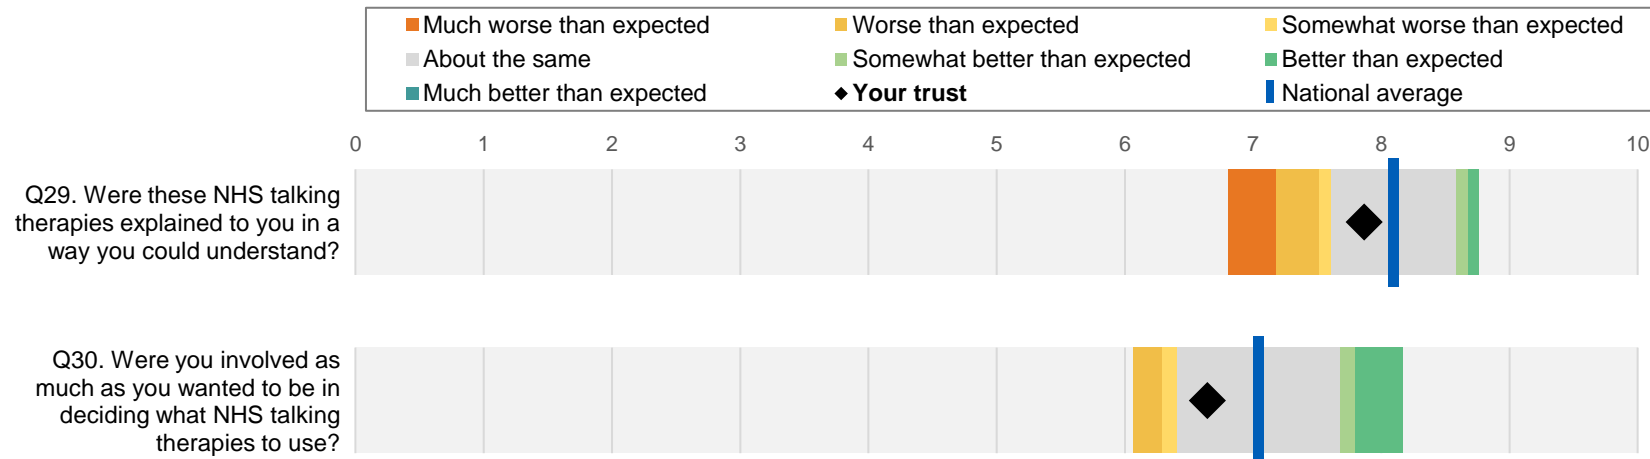 Much worse than expected
Worse than expected
Somewhat worse than expected
About the same
Somewhat better than expected
Better than expected
Much better than expected
Your trust
National average
0 1 2 3 4 5 6 7 8 9 10
Q29. Were these NHS talking
therapies explained to you in a
way you could understand?
Q30. Were you involved as
much as you wanted to be in
deciding what NHS talking
therapies to use?